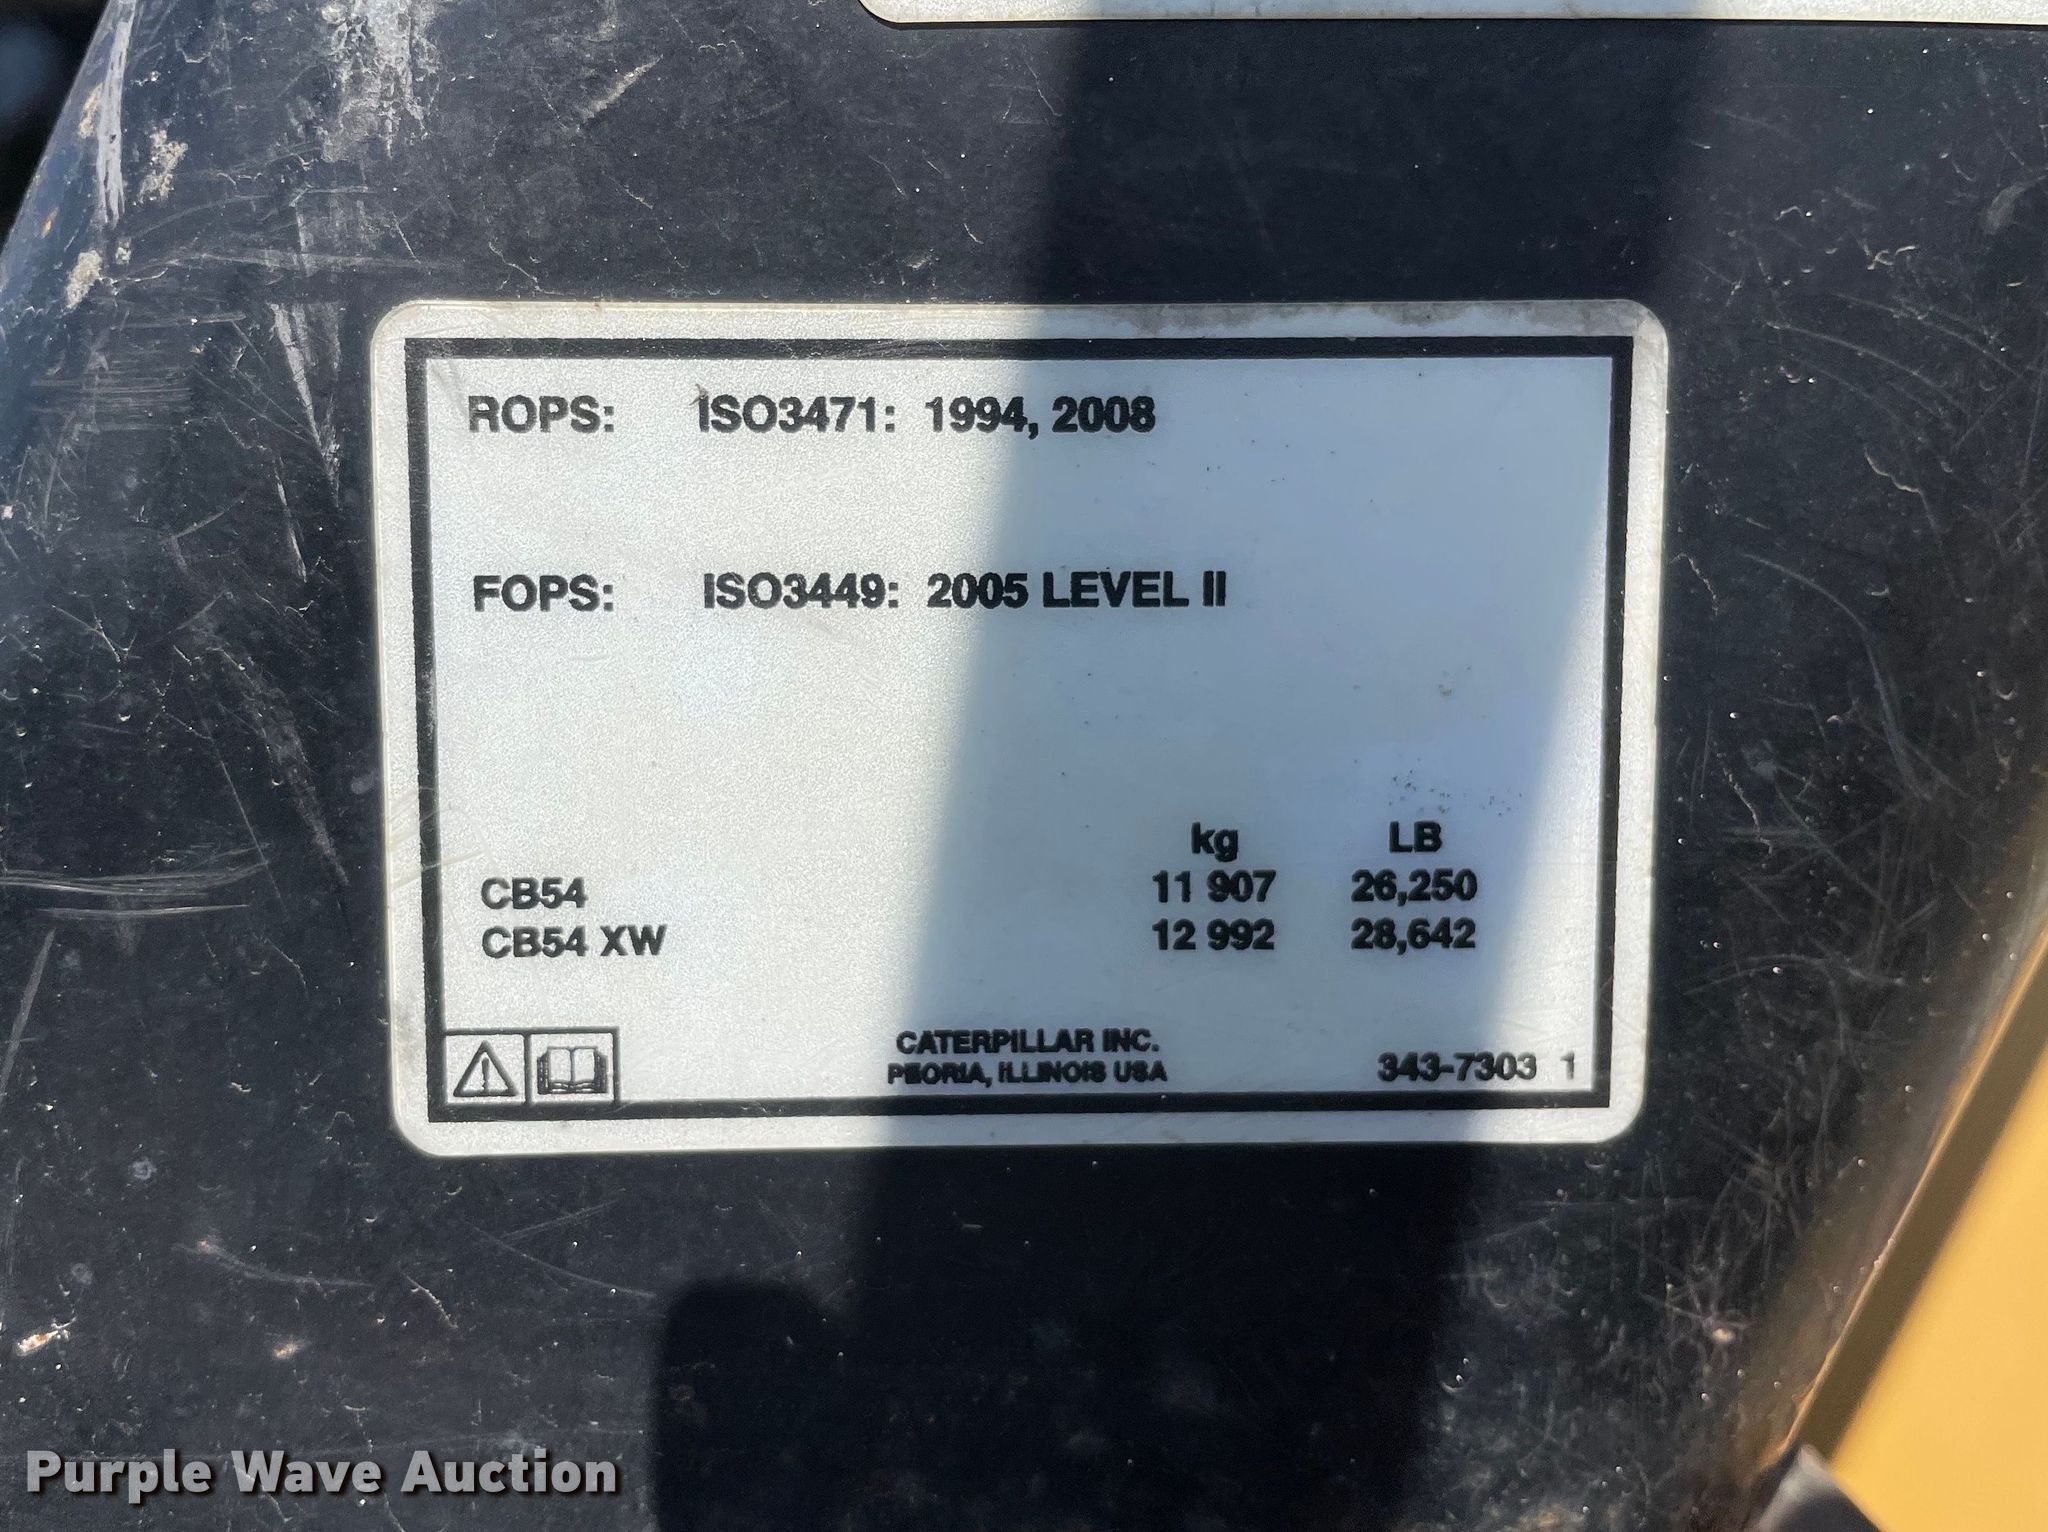 ROPS: ISO3471: 1994, 2008
FOPS: ISO3449: 2005 LEVEL II
kg LB
CB54 11 907 26,250
CB54 XW 12 992 28,642
CATERPILLAR INC.
PEORIA, ILLINOIS USA
343-7303 1
Purple Wave Auction